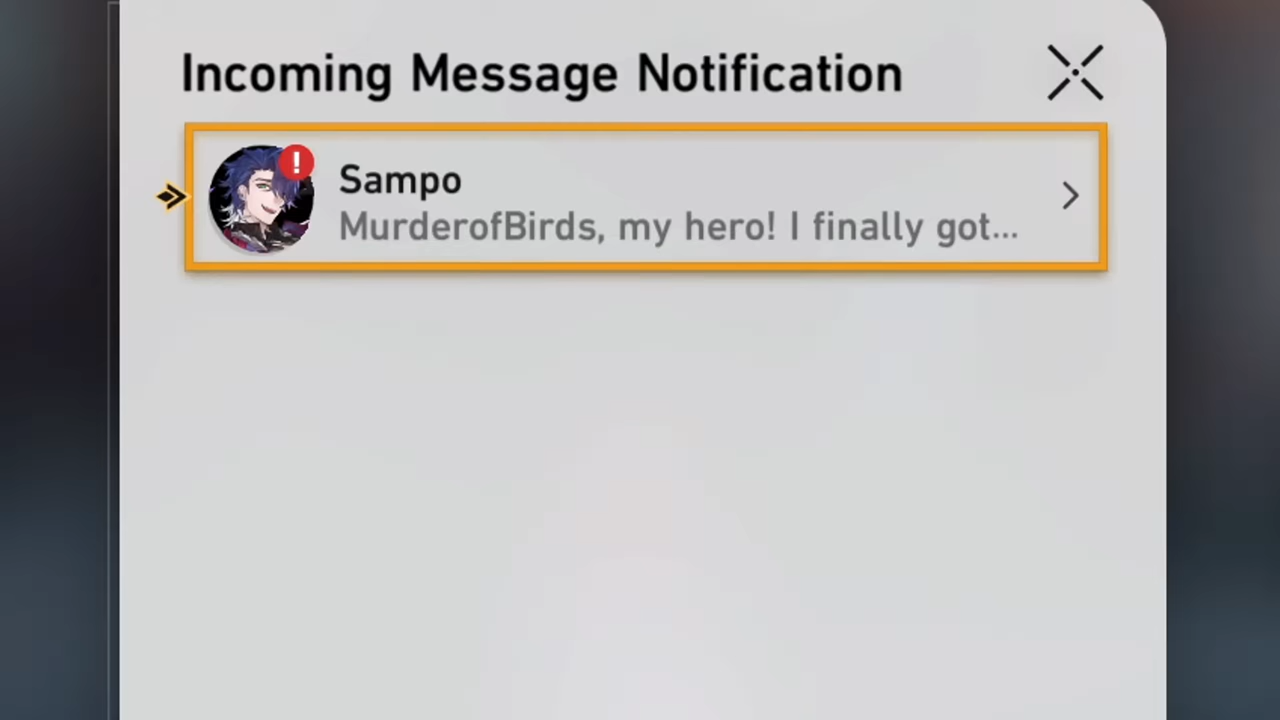 Incoming Message Notification
Sampo
MurderofBirds, my hero! I finally got...